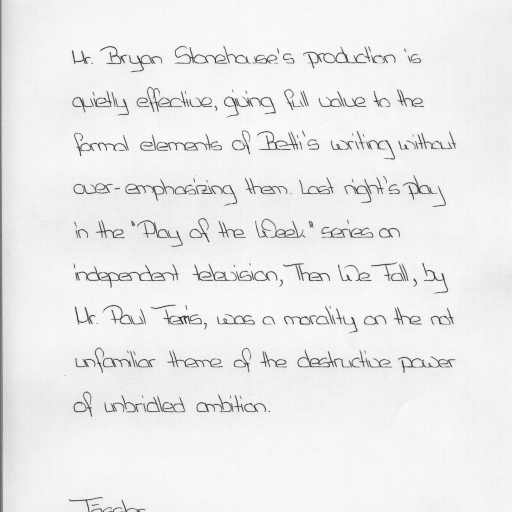 Mr. Bryan Stonehouse's production is
quietly effective, giving full value to the
formal elements of Betti's writing without
over-emphasizing them. Last night's play
in the "Play of the Week" series on
independent television, Then We Fall, by
Mr. Paul Ferris, was a morality on the not
unfamiliar theme of the destructive power
of unbridled ambition.